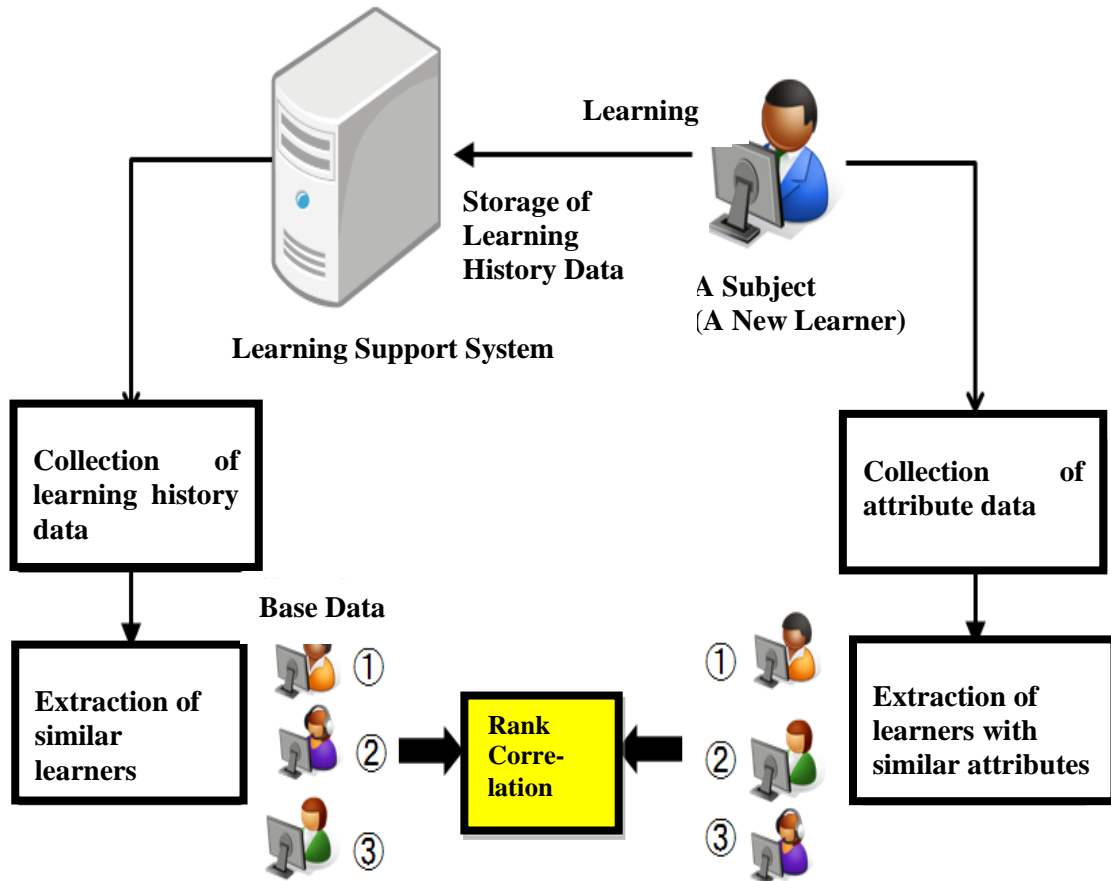 Learning
Storage of
Learning
History Data
A Subject
(A New Learner)
Learning Support System
Collection of
learning history
data
Collection of
attribute data
Base Data
Extraction of
similar
learners
①
②
③
Rank
Corre-
lation
①
②
③
Extraction of
learners with
similar attributes